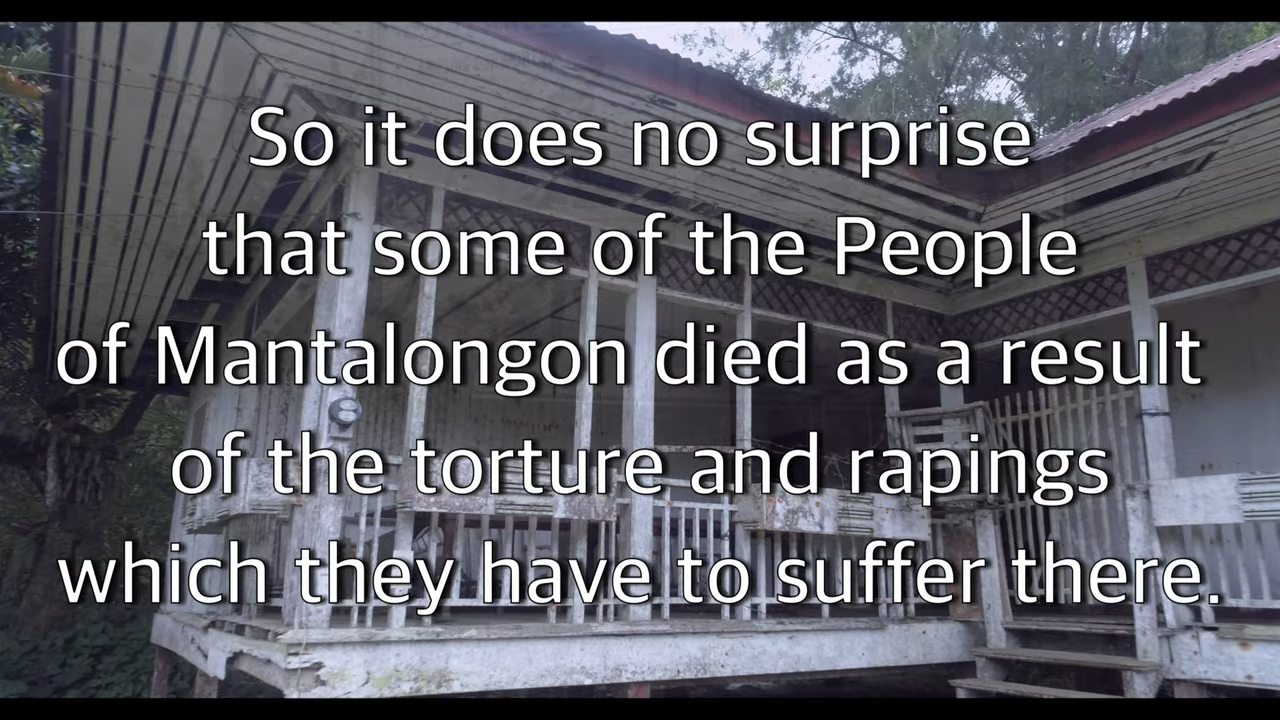 So it does no surprise
that some of the People
of Mantalongon died as a result
of the torture and rapings
which they have to suffer there.